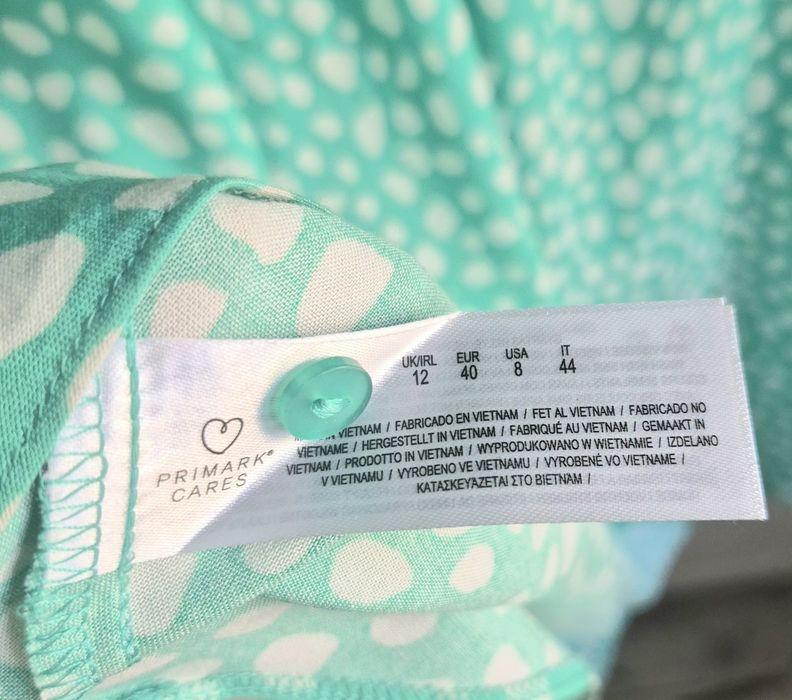 UK/IRL EUR USA IT
12 40 8 44
PRIMARK®
CARES
IN VIETNAM / FABRICADO EN VIETNAM / FET AL VIETNAM / FABRICADO NO
VIETNAME / HERGESTELLT IN VIETNAM / FABRIQUÉ AU VIETNAM / GEMAAKT IN
VIETNAM / PRODOTTO IN VIETNAM / WYPRODUKOWANO W WIETNAMIE / IZDELANO
V VIETNAMU / VYROBENO VE VIETNAMU / VYROBENÉ VO VIETNAME /
ΚΑΤΑΣΚΕΥΆΖΕΤΑΙ ΣΤΟ ΒΙΕΤΝΑΜ /